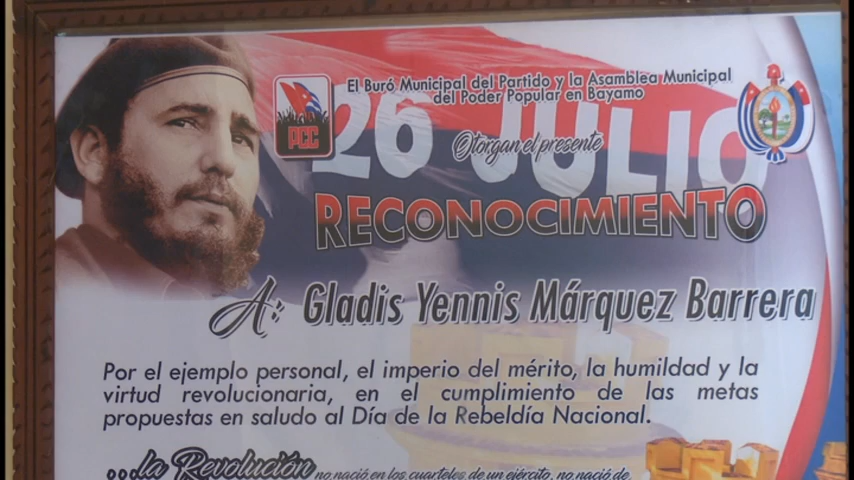 El Buró Municipal del Partido y la Asamblea Municipal
del Poder Popular en Bayamo
PCC
Otorgan el presente
26 JULIO
RECONOCIMIENTO
A: Gladis Yennis Márquez Barrera
Por el ejemplo personal, el imperio del mérito, la humildad y la
virtud revolucionaria, en el cumplimiento de las metas
propuestas en saludo al Día de la Rebeldía Nacional.
...la Revolución no nació en los cuarteles de un ejército, no nació de